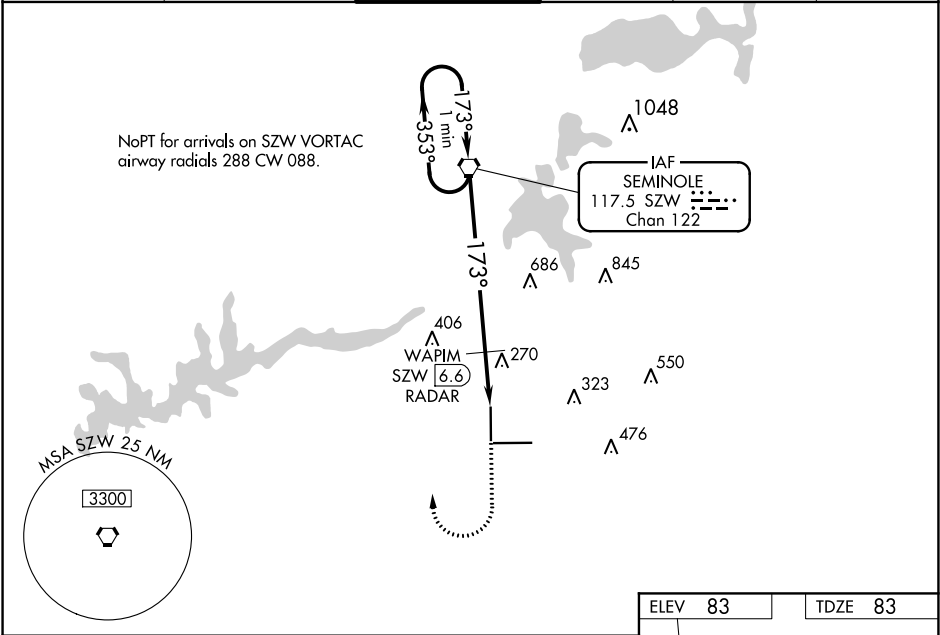 NoPT for arrivals on SZW VORTAC
airway radials 288 CW 088.
173°
1 min
353°
1048
IAF
SEMINOLE
117.5 SZW
Chan 122
173°
686
845
406
WAPIM
SZW 6.6
RADAR
270
323
550
476
MSA SZW 25 NM
3300
ELEV 83
TDZE 83